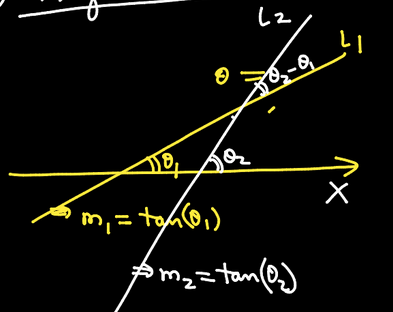 L2
L1
θ = θ2-θ1
θ1
θ2
X
⇒ m1 = tan(θ1)
⇒ m2 = tan(θ2)